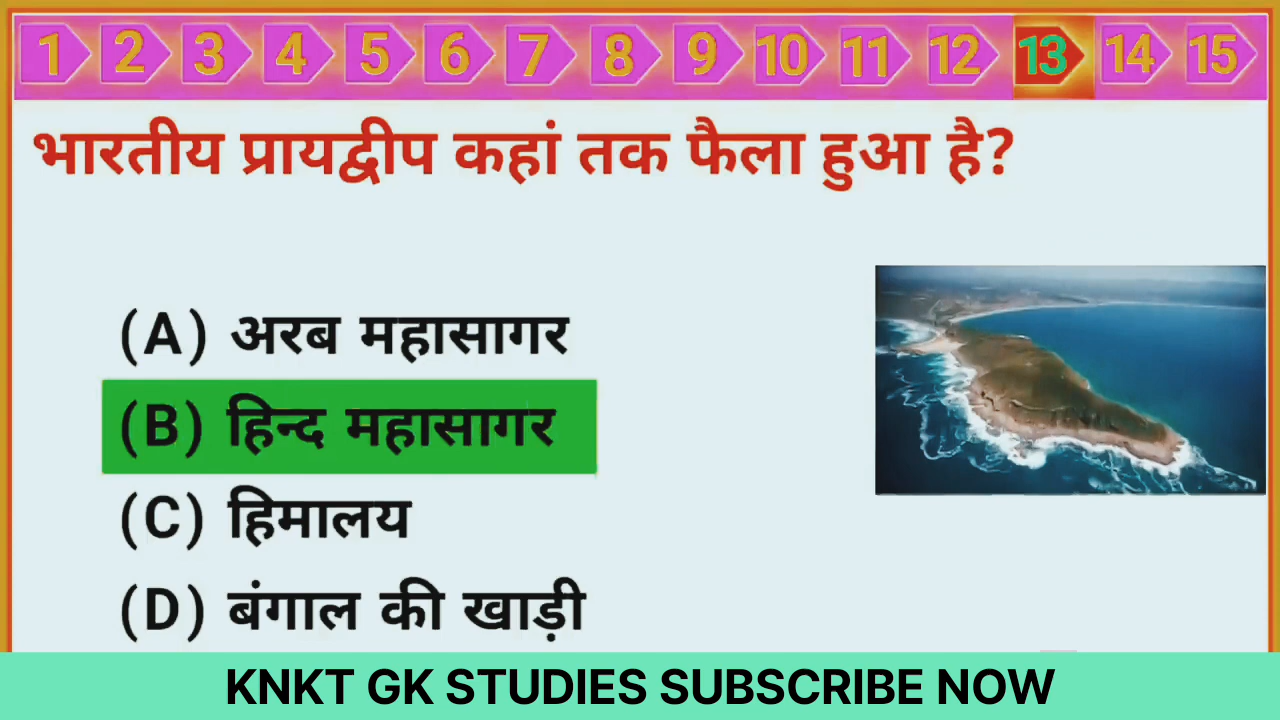 1 2 3 4 5 6 7 8 9 10 11 12 13 14 15
भारतीय प्रायद्वीप कहां तक फैला हुआ है?
(A) अरब महासागर
(B) हिन्द महासागर
(C) हिमालय
(D) बंगाल की खाड़ी
KNKT GK STUDIES SUBSCRIBE NOW